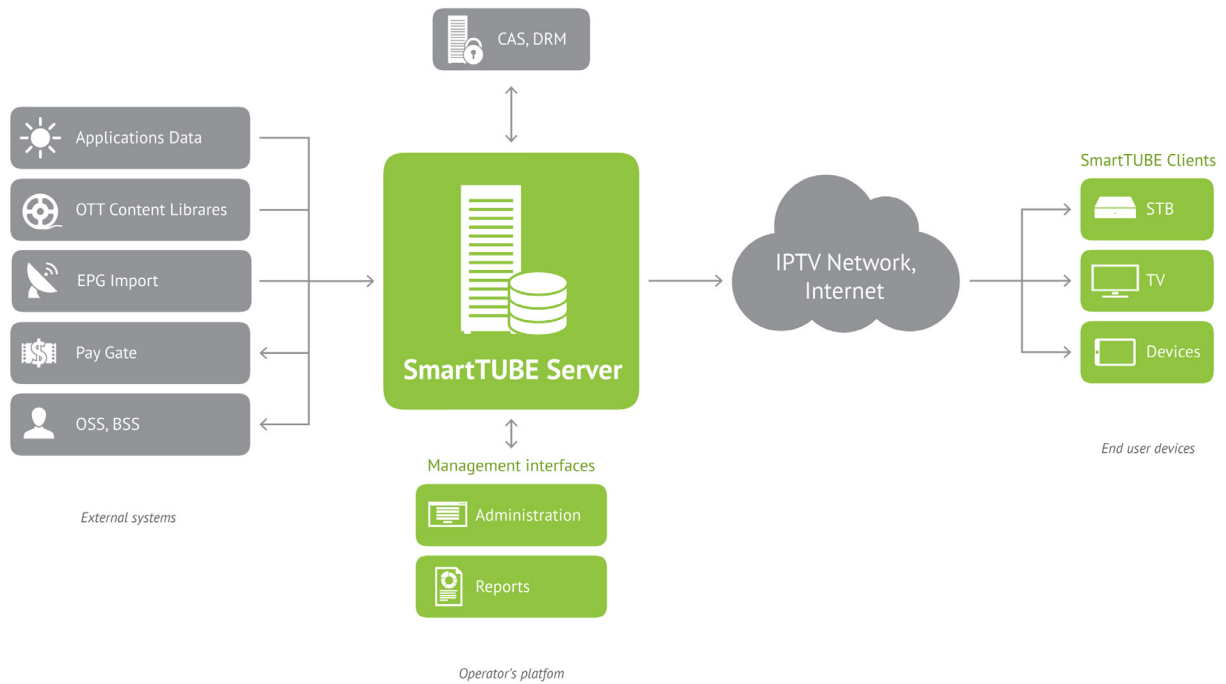 CAS, DRM
Applications Data
OTT Content Librares
EPG Import
Pay Gate
OSS, BSS
External systems
SmartTUBE Server
Management interfaces
Administration
Reports
Operator's platfom
IPTV Network,
Internet
SmartTUBE Clients
STB
TV
Devices
End user devices